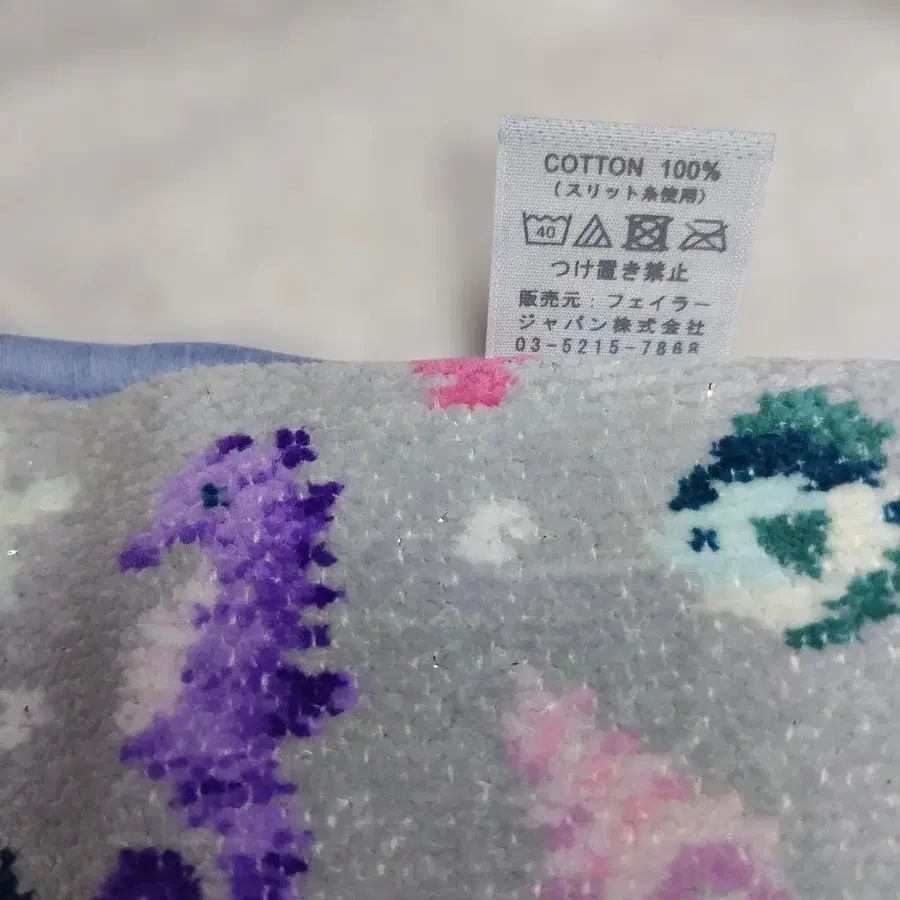 COTTON 100%
(スリット糸使用)
40
つけ置き禁止
販売元:フェイラー
ジャパン株式会社
03-5215-7868